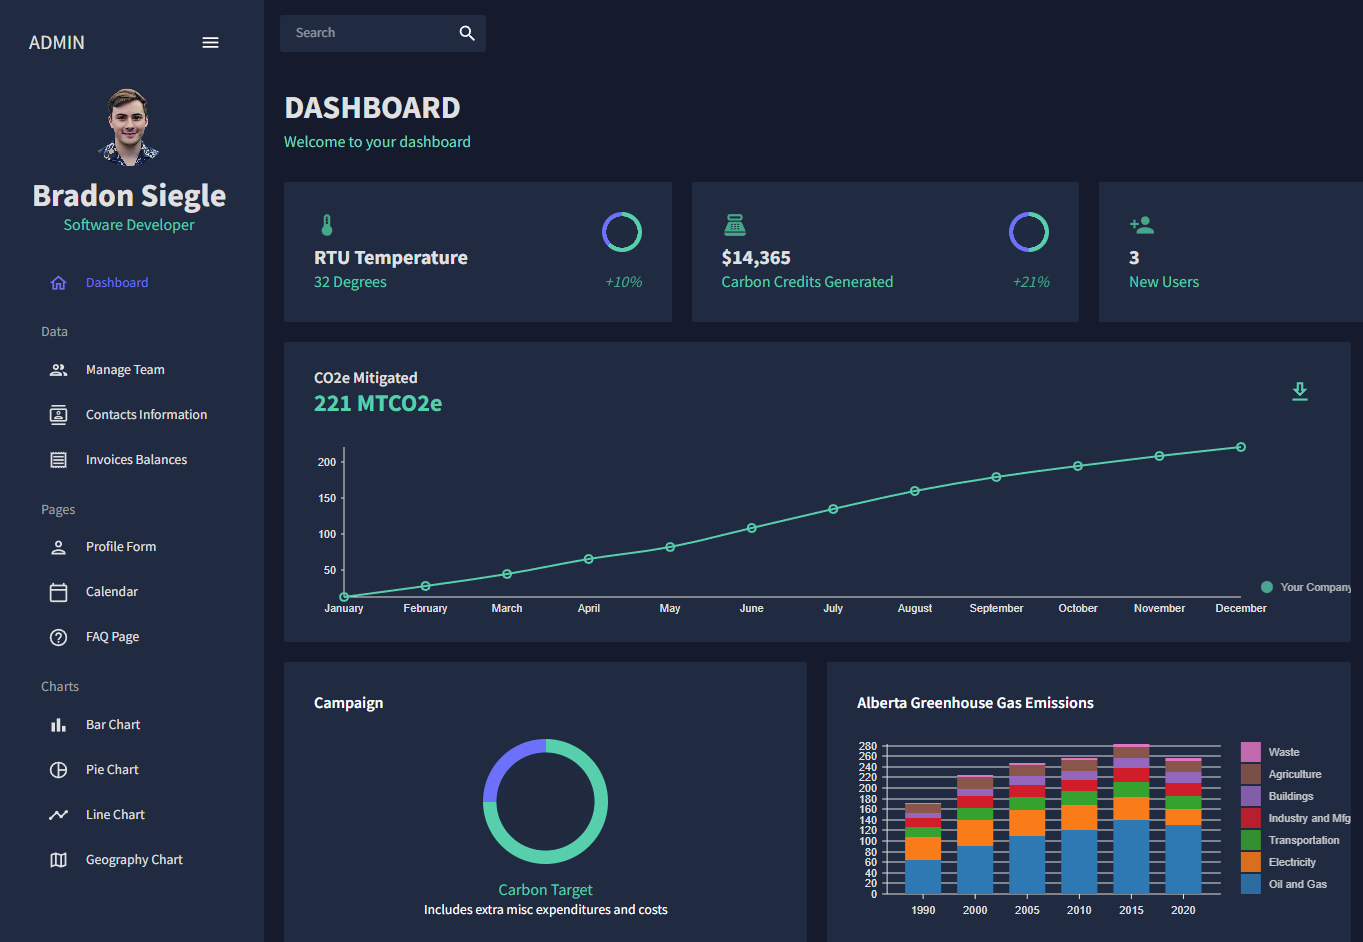 ADMIN
Search
Bradon Siegle
Software Developer
Dashboard
Data
Manage Team
Contacts Information
Invoices Balances
Pages
Profile Form
Calendar
FAQ Page
Charts
Bar Chart
Pie Chart
Line Chart
Geography Chart
DASHBOARD
Welcome to your dashboard
RTU Temperature
32 Degrees
+10%
$14,365
Carbon Credits Generated
+21%
3
New Users
CO2e Mitigated
221 MTCO2e
200
150
100
50
January February March April May June July August September October November December
Your Company
Campaign
Carbon Target
Includes extra misc expenditures and costs
Alberta Greenhouse Gas Emissions
280
260
240
220
200
180
160
140
120
100
80
60
40
20
0
1990 2000 2005 2010 2015 2020
Waste
Agriculture
Buildings
Industry and Mfg
Transportation
Electricity
Oil and Gas